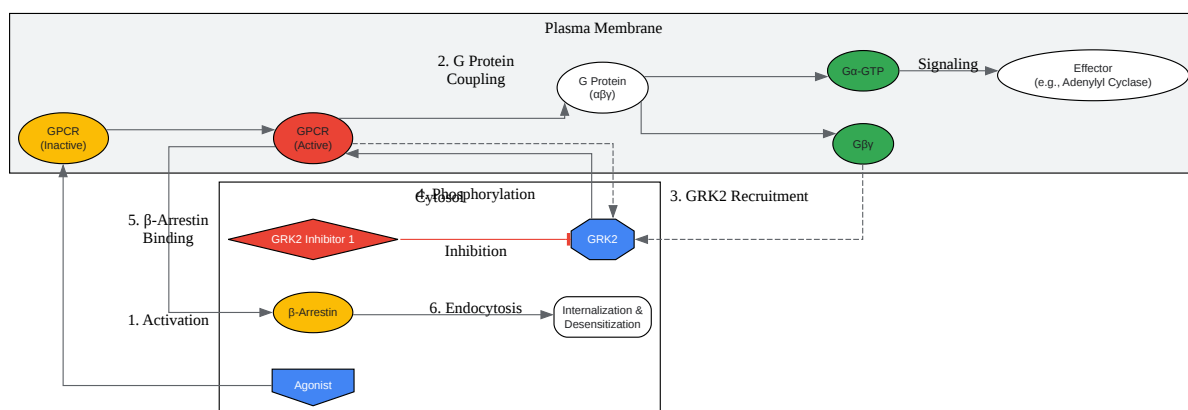 Plasma Membrane
2. G Protein
Coupling
G Protein
(αβγ)
Gα-GTP
Signaling
Effector
(e.g., Adenylyl Cyclase)
GPCR
(Inactive)
GPCR
(Active)
Gβγ
4. Phosphorylation
Cytosol
3. GRK2 Recruitment
5. β-Arrestin
Binding
GRK2 Inhibitor 1
Inhibition
GRK2
1. Activation
β-Arrestin
6. Endocytosis
Internalization &
Desensitization
Agonist